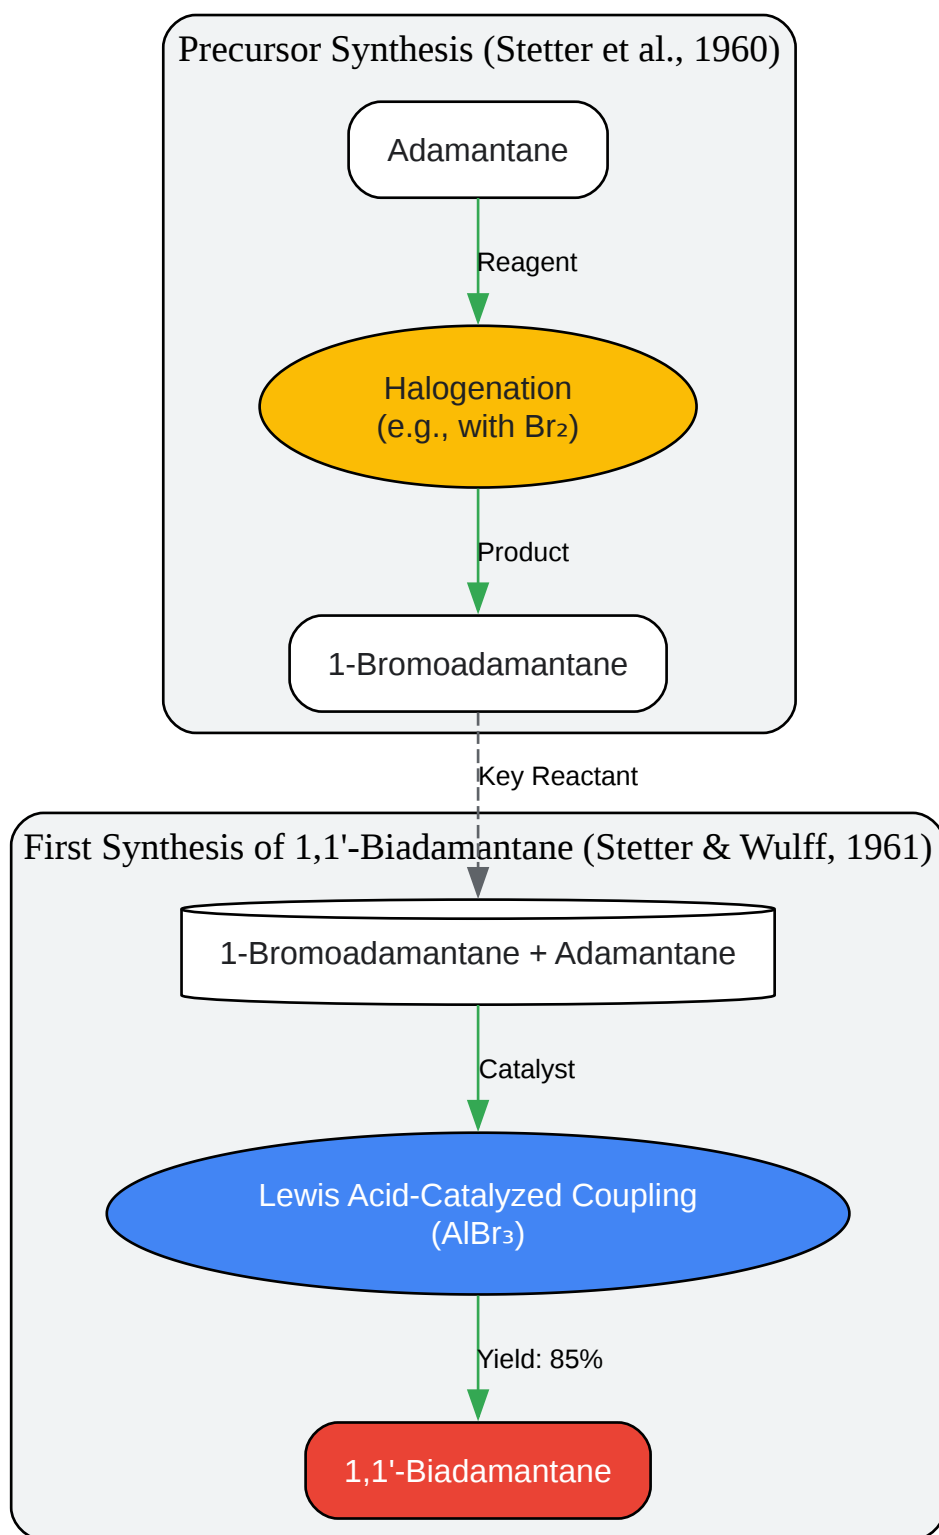 Precursor Synthesis (Stetter et al., 1960)
Adamantane
Reagent
Halogenation
(e.g., with Br₂)
Product
1-Bromoadamantane
Key Reactant
First Synthesis of 1,1'-Biadamantane (Stetter & Wulff, 1961)
1-Bromoadamantane + Adamantane
Catalyst
Lewis Acid-Catalyzed Coupling
(AlBr₃)
Yield: 85%
1,1'-Biadamantane